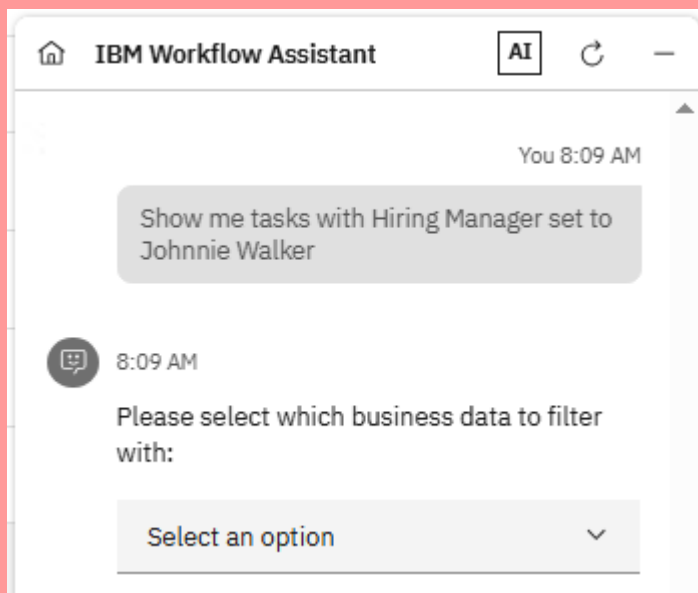 IBM Workflow Assistant AI
You 8:09 AM
Show me tasks with Hiring Manager set to
Johnnie Walker
8:09 AM
Please select which business data to filter
with:
Select an option